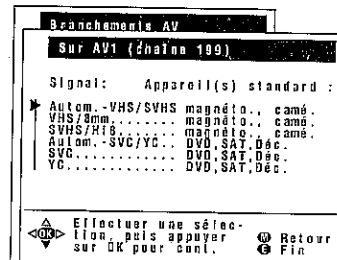 Branchements AV
Sur AV1 (chaîne 199)
Signal: Appareil(s) standard :
Autom.-VHS/SVHS magnéto., camé.
VHS/8mm........ magnéto., camé.
SVHS/Hi8....... magnéto., camé.
Autom.-SVC/YC.. DVD,SAT,Déc.
SVC............ DVD,SAT,Déc.
YC............. DVD,SAT,Déc.
Effectuer une sélec-
tion, puis appuyer
sur OK pour cont.
OK
M Retour
E Fin